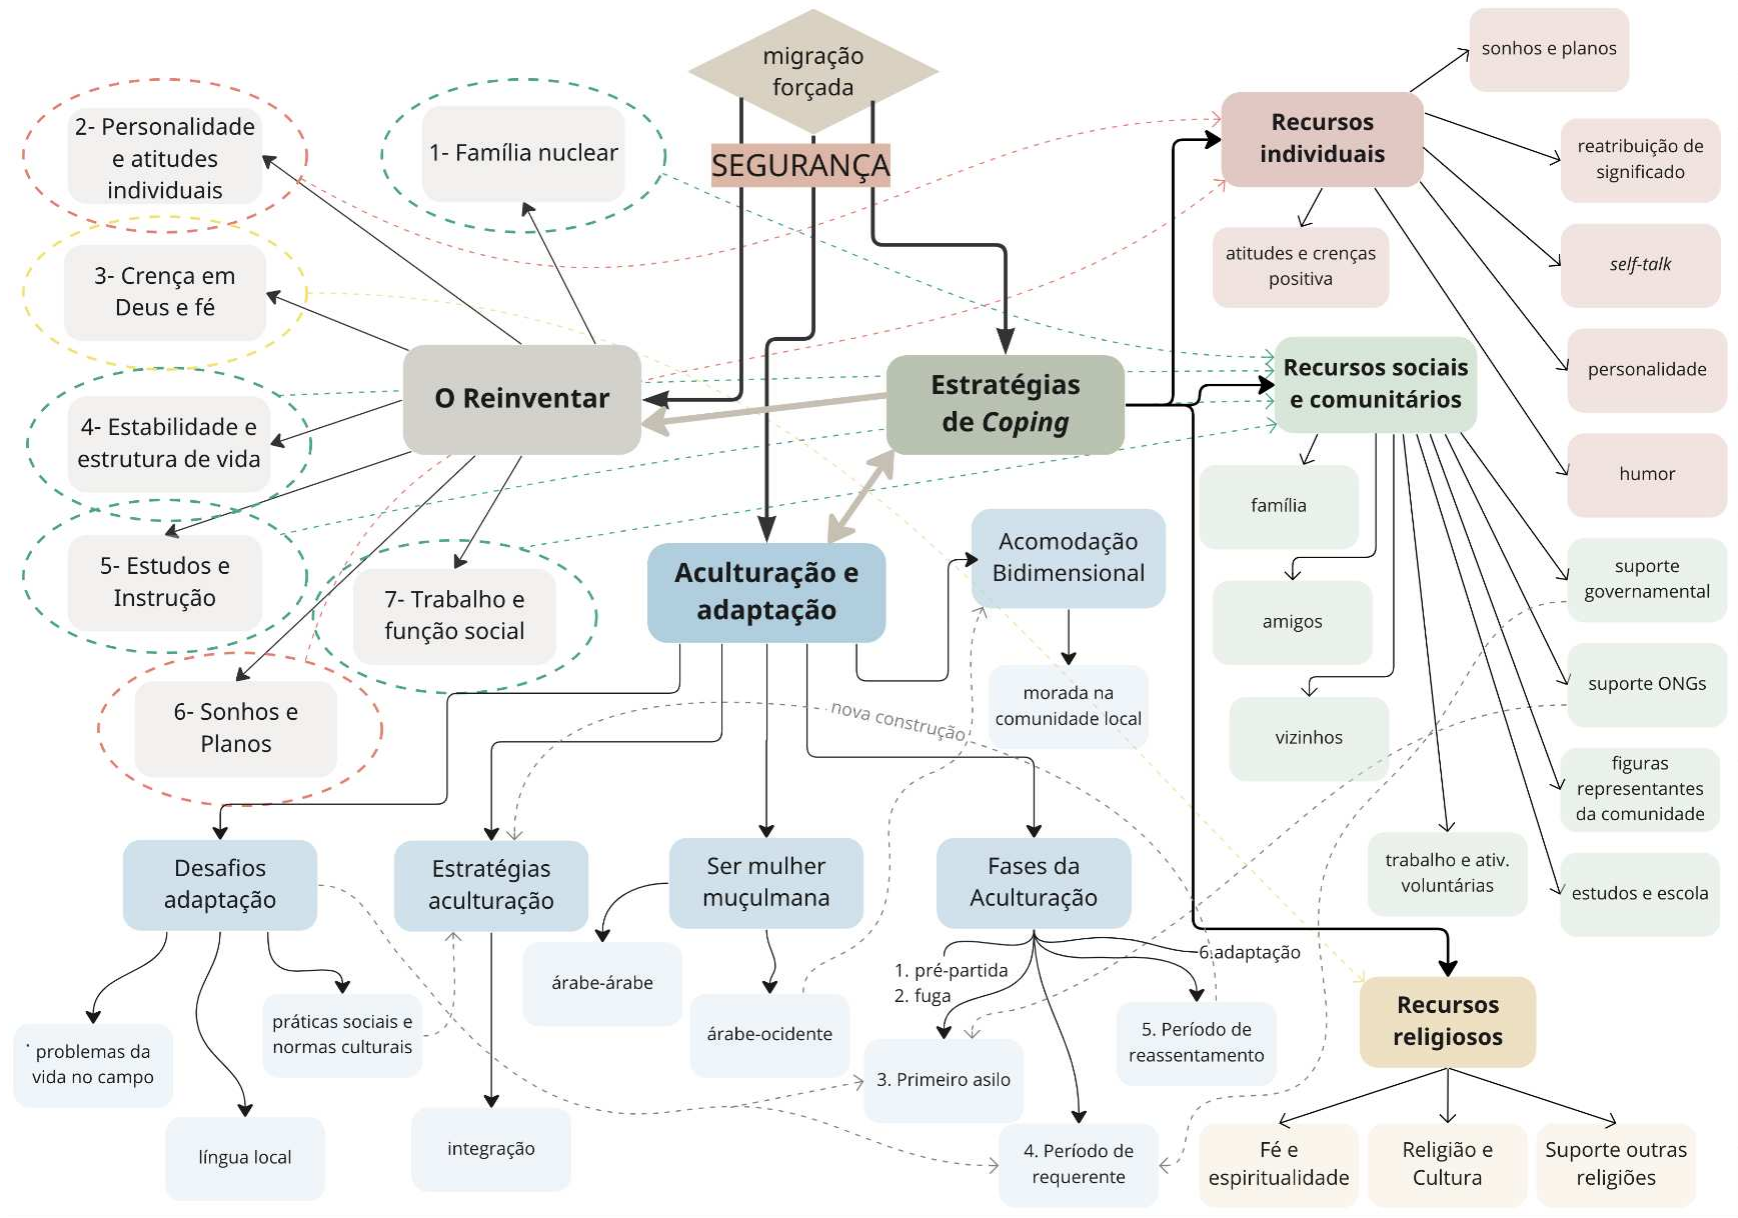 migração
forçada
SEGURANÇA
2- Personalidade
e atitudes
individuais
1- Família nuclear
3- Crença em
Deus e fé
O Reinventar
4- Estabilidade e
estrutura de vida
5- Estudos e
Instrução
7- Trabalho e
função social
6- Sonhos e
Planos
Estratégias
de Coping
Recursos
individuais
sonhos e planos
reatribuição de
significado
self-talk
personalidade
humor
atitudes e crenças
positiva
Recursos sociais
e comunitários
família
amigos
vizinhos
trabalho e ativ.
voluntárias
suporte
governamental
suporte ONGs
figuras
representantes
da comunidade
estudos e escola
Aculturação e
adaptação
Acomodação
Bidimensional
morada na
comunidade local
nova construção
Desafios
adaptação
problemas da
vida no campo
língua local
práticas sociais e
normas culturais
Estratégias
aculturação
integração
Ser mulher
muçulmana
árabe-árabe
árabe-ocidente
Fases da
Aculturação
1. pré-partida
2. fuga
3. Primeiro asilo
4. Período de
requerente
5. Período de
reassentamento
6.adaptação
Recursos
religiosos
Fé e
espiritualidade
Religião e
Cultura
Suporte outras
religiões